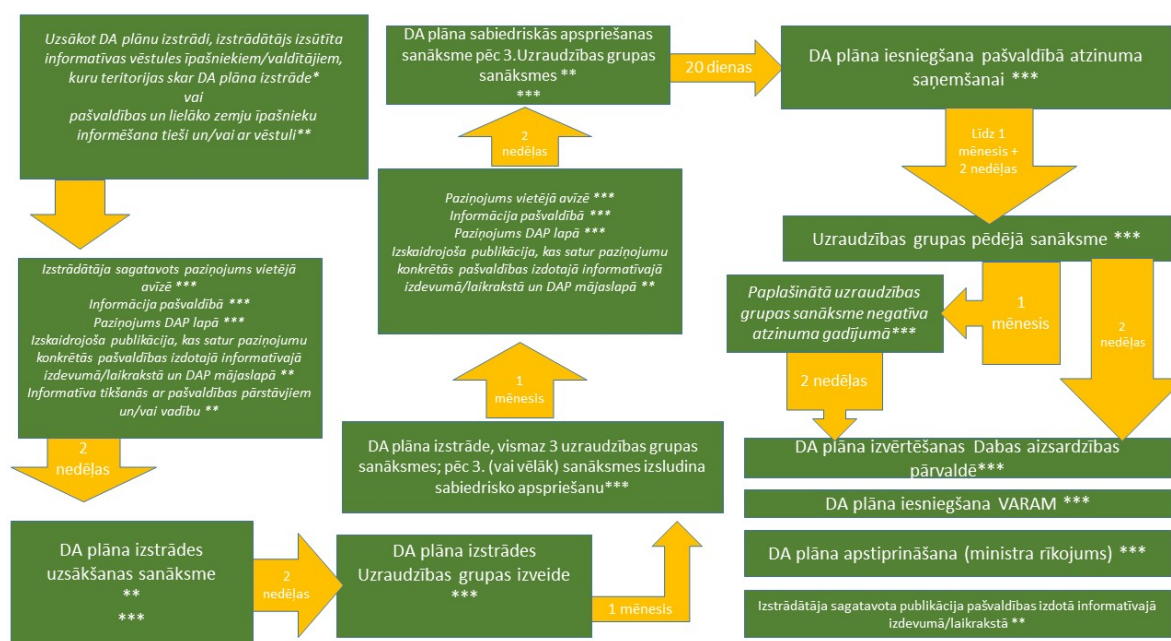 Uzsākot DA plānu izstrādi, izstrādātājs izsūtīta
informatīvas vēstules īpašniekiem/valdītājiem,
kuru teritorijas skar DA plāna izstrāde*
vai
pašvaldības un lielāko zemju īpašnieku
informēšana tieši un/vai ar vēstuli**
Izstrādātāja sagatavots paziņojums vietējā
avīzē ***
Informācija pašvaldībā ***
Paziņojums DAP lapā ***
Izskaidrojoša publikācija, kas satur paziņojumu
konkrētās pašvaldības izdotajā informatīvajā
izdevumā/laikrakstā un DAP mājaslapā **
Informatīva tikšanās ar pašvaldības pārstāvjiem
un/vai vadību **
2
nedēļas
DA plāna izstrādes
uzsākšanas sanāksme
**
***
2
nedēļas
DA plāna izstrādes
Uzraudzības grupas izveide
***
1 mēnesis
DA plāna izstrāde, vismaz 3 uzraudzības grupas
sanāksmes; pēc 3. (vai vēlāk) sanāksmes izsludina
sabiedrisko apspriešanu***
1
mēnesis
Paziņojums vietējā avīzē ***
Informācija pašvaldībā ***
Paziņojums DAP lapā ***
Izskaidrojoša publikācija, kas satur paziņojumu
konkrētās pašvaldības izdotajā informatīvajā
izdevumā/laikrakstā un DAP mājaslapā **
2
nedēļas
DA plāna sabiedriskās apspriešanas
sanāksme pēc 3.Uzraudzības grupas
sanāksmes **
***
20 dienas
DA plāna iesniegšana pašvaldībā atzinuma
saņemšanai ***
Līdz 1
mēnesis +
2 nedēļas
Uzraudzības grupas pēdējā sanāksme ***
1
mēnesis
Paplašinātā uzraudzības
grupas sanāksme negatīva
atzinuma gadījumā***
2 nedēļas
2
nedēļas
DA plāna izvērtēšanas Dabas aizsardzības
pārvaldē***
DA plāna iesniegšana VARAM ***
DA plāna apstiprināšana (ministra rīkojums) ***
Izstrādātāja sagatavota publikācija pašvaldības izdotā informatīvajā
izdevumā/laikrakstā **